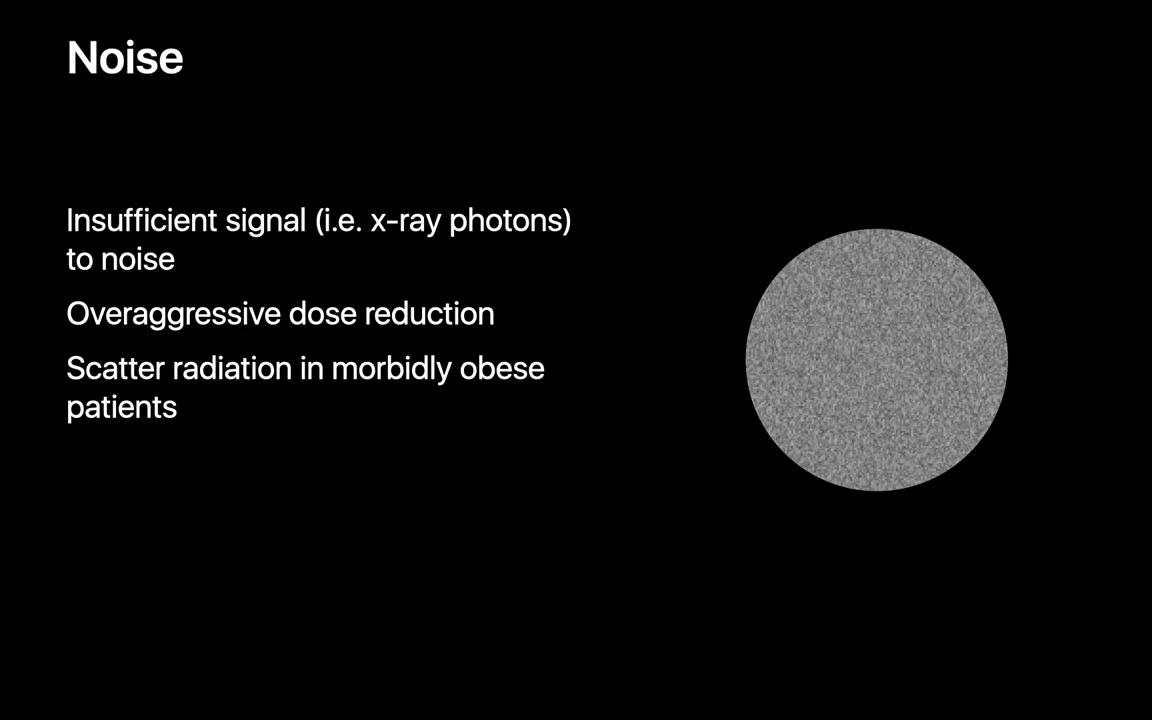 Noise
Insufficient signal (i.e. x-ray photons)
to noise
Overaggressive dose reduction
Scatter radiation in morbidly obese
patients